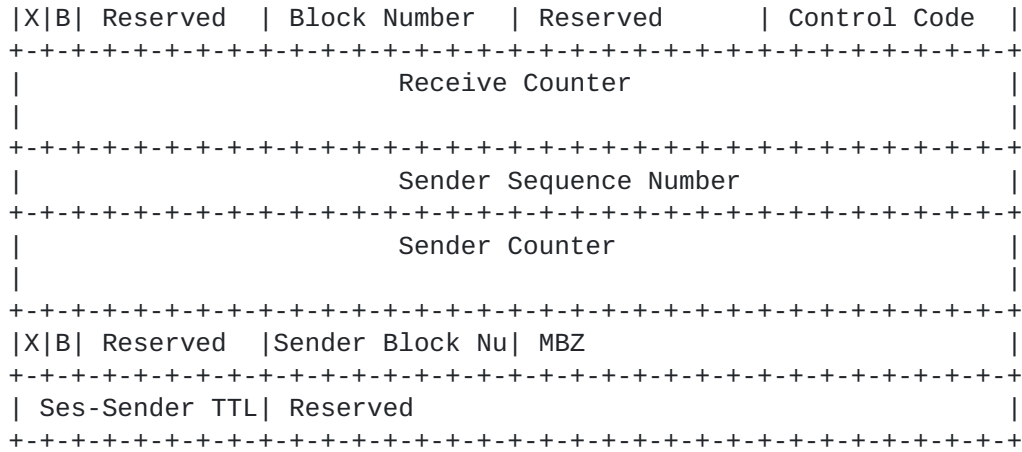 |X|B| Reserved  | Block Number  | Reserved      | Control Code  |
+-+-+-+-+-+-+-+-+-+-+-+-+-+-+-+-+-+-+-+-+-+-+-+-+-+-+-+-+-+-+-+-+
|                        Receive Counter                        |
|                                                               |
+-+-+-+-+-+-+-+-+-+-+-+-+-+-+-+-+-+-+-+-+-+-+-+-+-+-+-+-+-+-+-+-+
|                        Sender Sequence Number                 |
+-+-+-+-+-+-+-+-+-+-+-+-+-+-+-+-+-+-+-+-+-+-+-+-+-+-+-+-+-+-+-+-+
|                        Sender Counter                         |
|                                                               |
+-+-+-+-+-+-+-+-+-+-+-+-+-+-+-+-+-+-+-+-+-+-+-+-+-+-+-+-+-+-+-+-+
|X|B| Reserved  |Sender Block Nu| MBZ                           |
+-+-+-+-+-+-+-+-+-+-+-+-+-+-+-+-+-+-+-+-+-+-+-+-+-+-+-+-+-+-+-+-+
| Ses-Sender TTL| Reserved                                      |
+-+-+-+-+-+-+-+-+-+-+-+-+-+-+-+-+-+-+-+-+-+-+-+-+-+-+-+-+-+-+-+-+